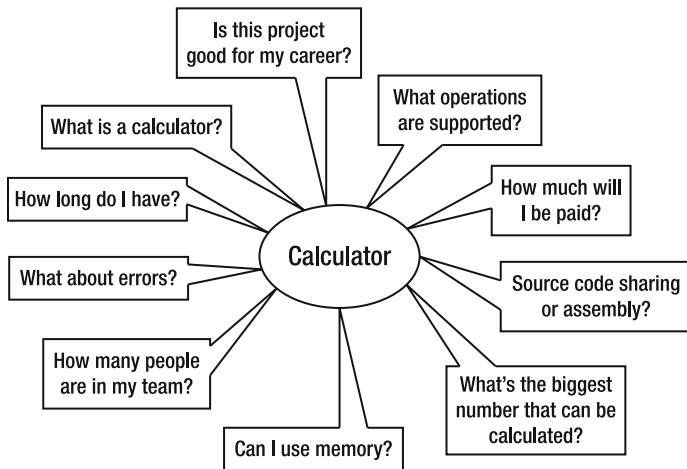 Is this project
good for my career?
What operations
are supported?
What is a calculator?
How much will
I be paid?
How long do I have?
Calculator
What about errors?
Source code sharing
or assembly?
How many people
are in my team?
What's the biggest
number that can be
calculated?
Can I use memory?